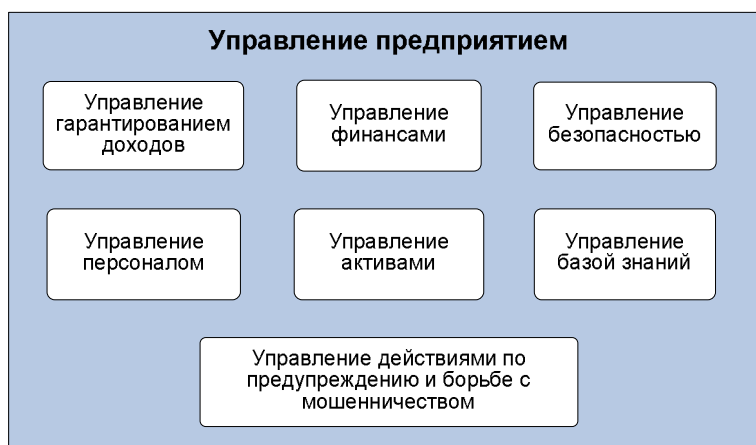 Управление предприятием
Управление
гарантированием
доходов
Управление
финансами
Управление
безопасностью
Управление
персоналом
Управление
активами
Управление
базой знаний
Управление действиями по
предупреждению и борьбе с
мошенничеством